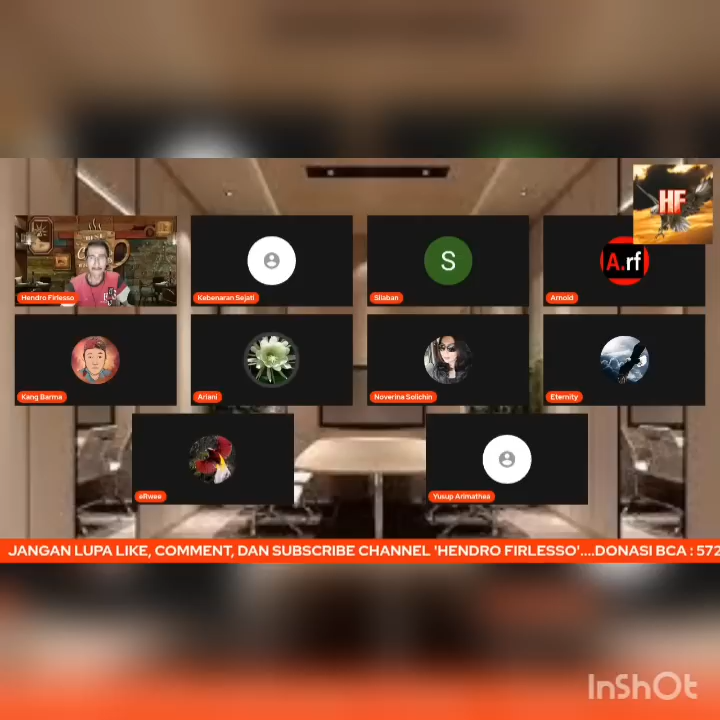 HF
Hendro Firlesso
Kebenaran Sejati
S
Silaban
A.rf
Arnold
Kang Barma
Ariani
Noverina Solichin
Eternity
aRwee
Yusup Arimathea
JANGAN LUPA LIKE, COMMENT, DAN SUBSCRIBE CHANNEL 'HENDRO FIRLESSO'....DONASI BCA : 572
InShOt